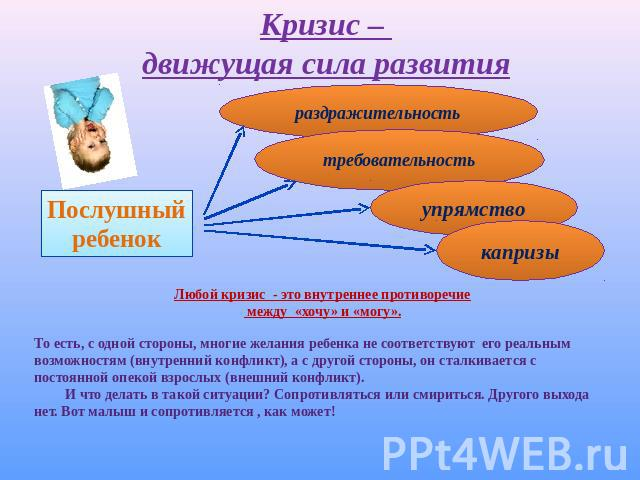 Кризис –
движущая сила развития
раздражительность
требовательность
упрямство
капризы
Послушный
ребенок
Любой кризис - это внутреннее противоречие
между «хочу» и «могу».
То есть, с одной стороны, многие желания ребенка не соответствуют его реальным
возможностям (внутренний конфликт), а с другой стороны, он сталкивается с
постоянной опекой взрослых (внешний конфликт).
И что делать в такой ситуации? Сопротивляться или смириться. Другого выхода
нет. Вот малыш и сопротивляется , как может!
PPt4WEB.ru